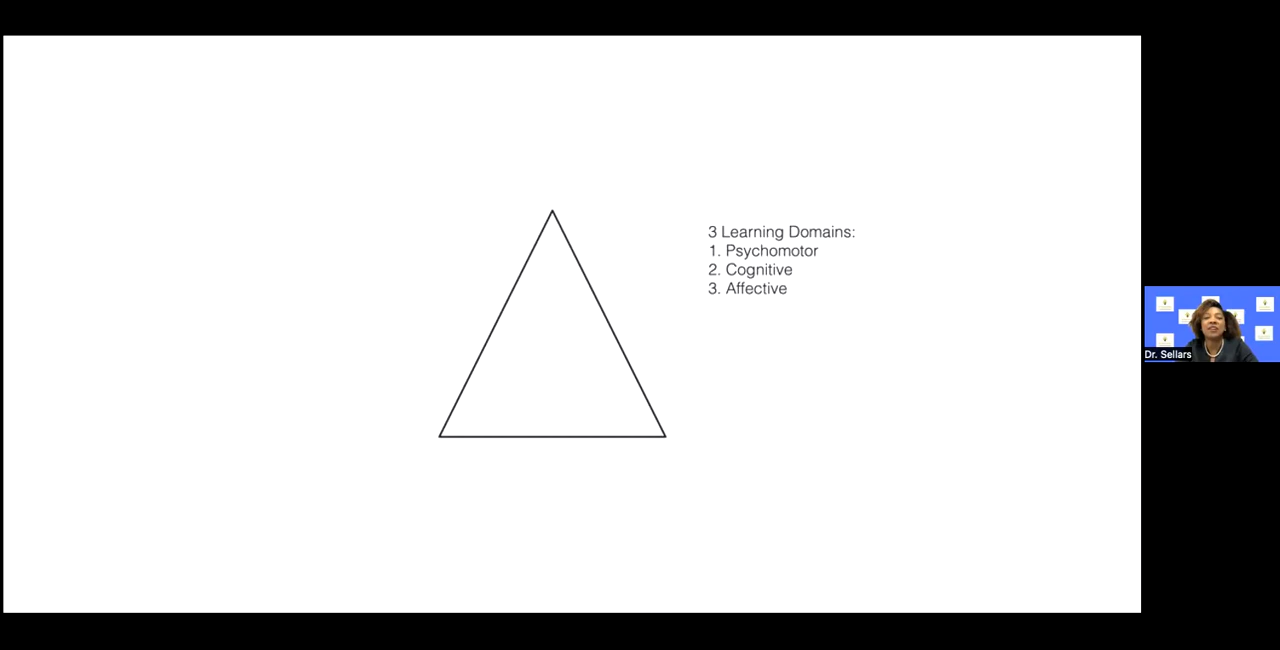 3 Learning Domains:
1. Psychomotor
2. Cognitive
3. Affective
Dr. Sellars